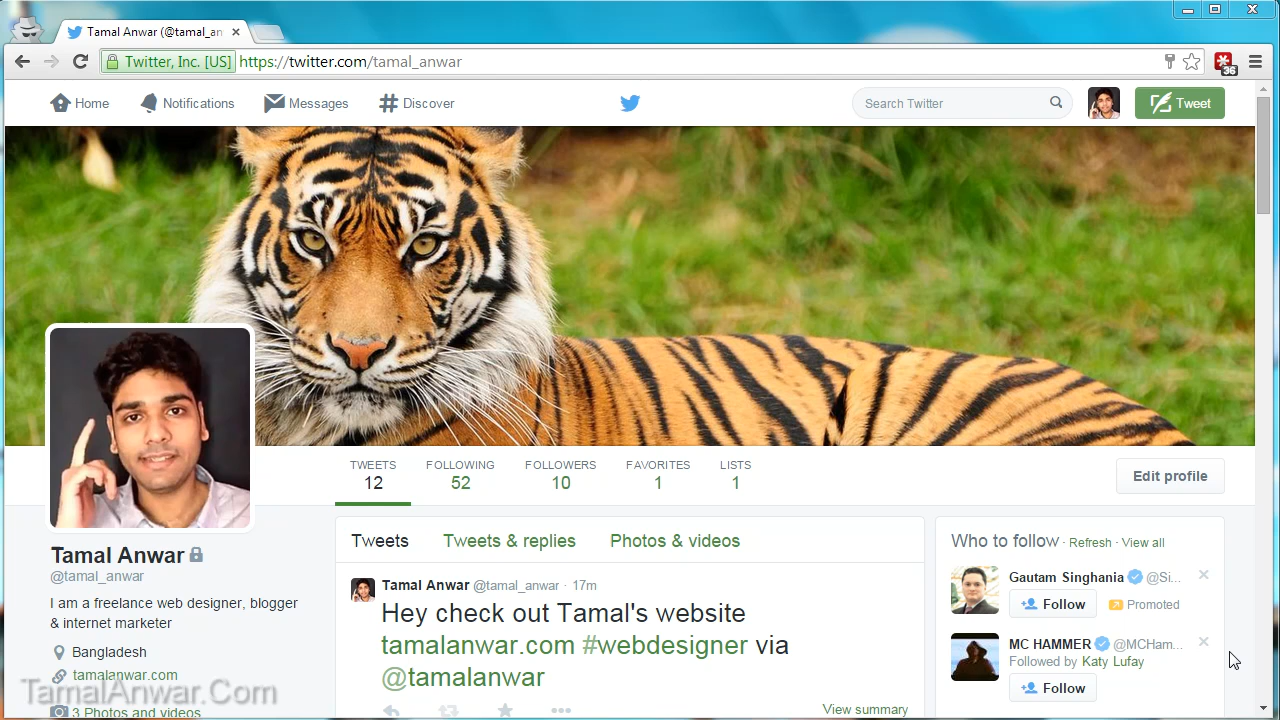 Tamal Anwar (@tamal_an
Twitter, Inc. [US] https://twitter.com/tamal_anwar
36
Home Notifications Messages # Discover Search Twitter Tweet
TWEETS FOLLOWING FOLLOWERS FAVORITES LISTS
12 52 10 1 1
Edit profile
Tamal Anwar
@tamal_anwar
I am a freelance web designer, blogger
& internet marketer
Bangladesh
tamalanwar.com
3 Photos and videos
TamalAnwar.Com
Tweets Tweets & replies Photos & videos
Tamal Anwar @tamal_anwar · 17m
Hey check out Tamal's website
tamalanwar.com #webdesigner via
@tamalanwar
View summary
Who to follow · Refresh · View all
Gautam Singhania @Si...
Follow Promoted
MC HAMMER @MCHam...
Followed by Katy Lufay
Follow